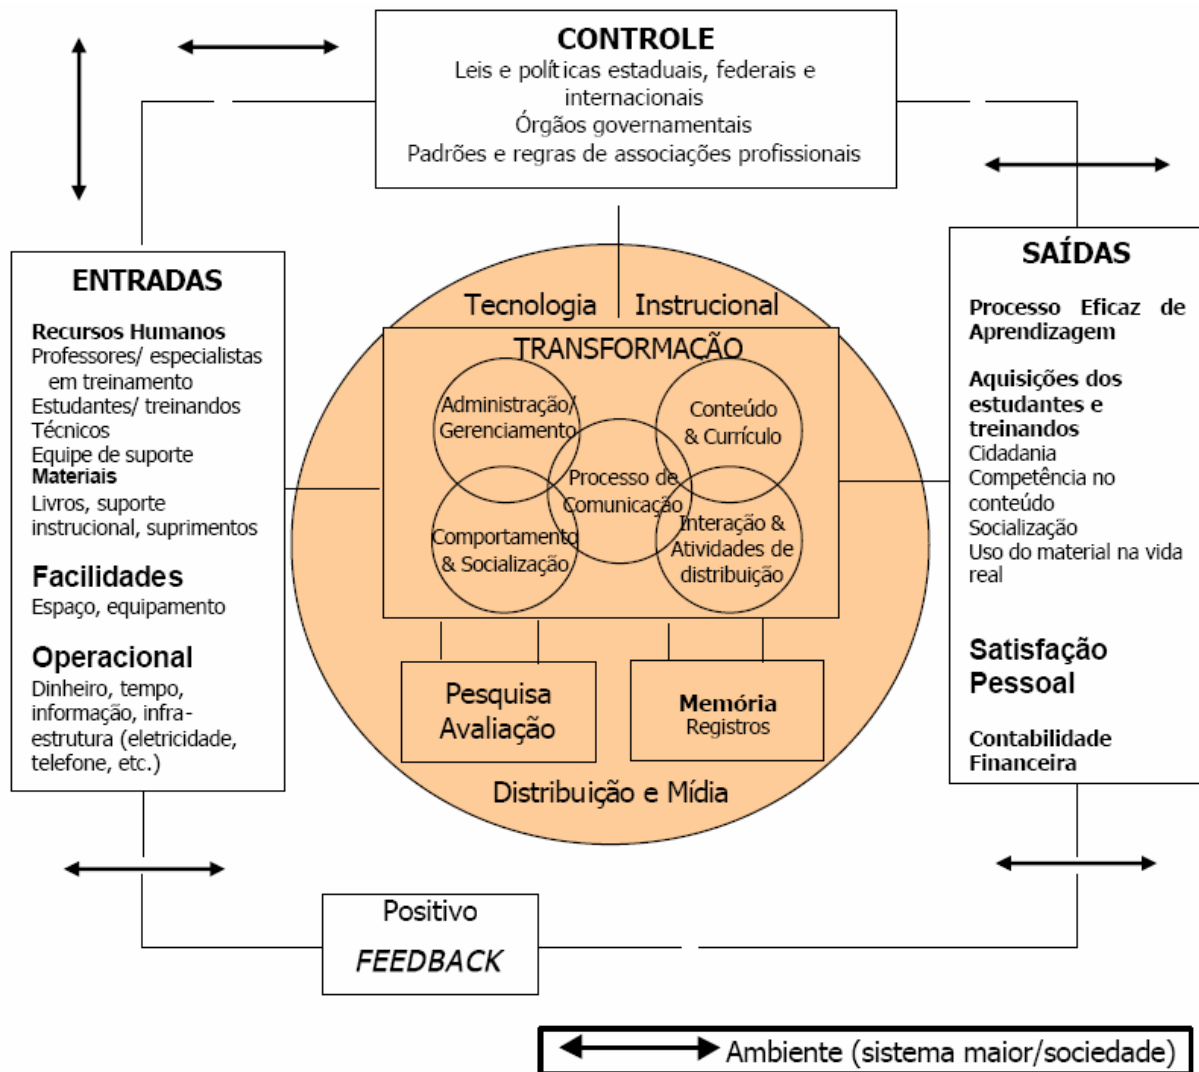 CONTROLE
Leis e políticas estaduais, federais e
internacionais
Órgãos governamentais
Padrões e regras de associações profissionais
ENTRADAS
Recursos Humanos
Professores/ especialistas
em treinamento
Estudantes/ treinandos
Técnicos
Equipe de suporte
Materiais
Livros, suporte
instrucional, suprimentos
Facilidades
Espaço, equipamento
Operacional
Dinheiro, tempo,
informação, infra-
estrutura (eletricidade,
telefone, etc.)
Tecnologia Instrucional
TRANSFORMAÇÃO
Administração/
Gerenciamento
Conteúdo
& Currículo
Processo de
Comunicação
Comportamento
& Socialização
Interação &
Atividades de
distribuição
Pesquisa
Avaliação
Memória
Registros
Distribuição e Mídia
SAÍDAS
Processo Eficaz de
Aprendizagem
Aquisições dos
estudantes e
treinandos
Cidadania
Competência no
conteúdo
Socialização
Uso do material na vida
real
Satisfação
Pessoal
Contabilidade
Financeira
Positivo
FEEDBACK
Ambiente (sistema maior/sociedade)